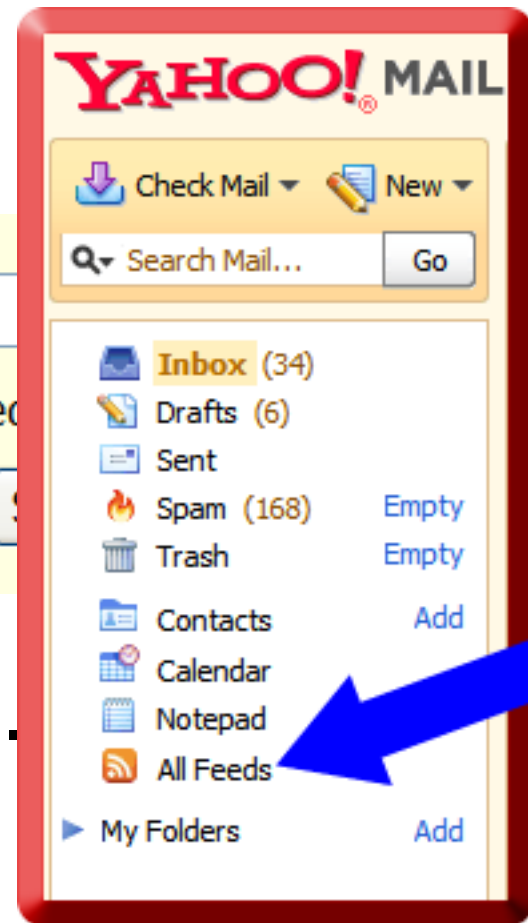 YAHOO!® MAIL
Check Mail New
Search Mail... Go
Inbox (34)
Drafts (6)
Sent
Spam (168) Empty
Trash Empty
Contacts Add
Calendar
Notepad
All Feeds
My Folders Add